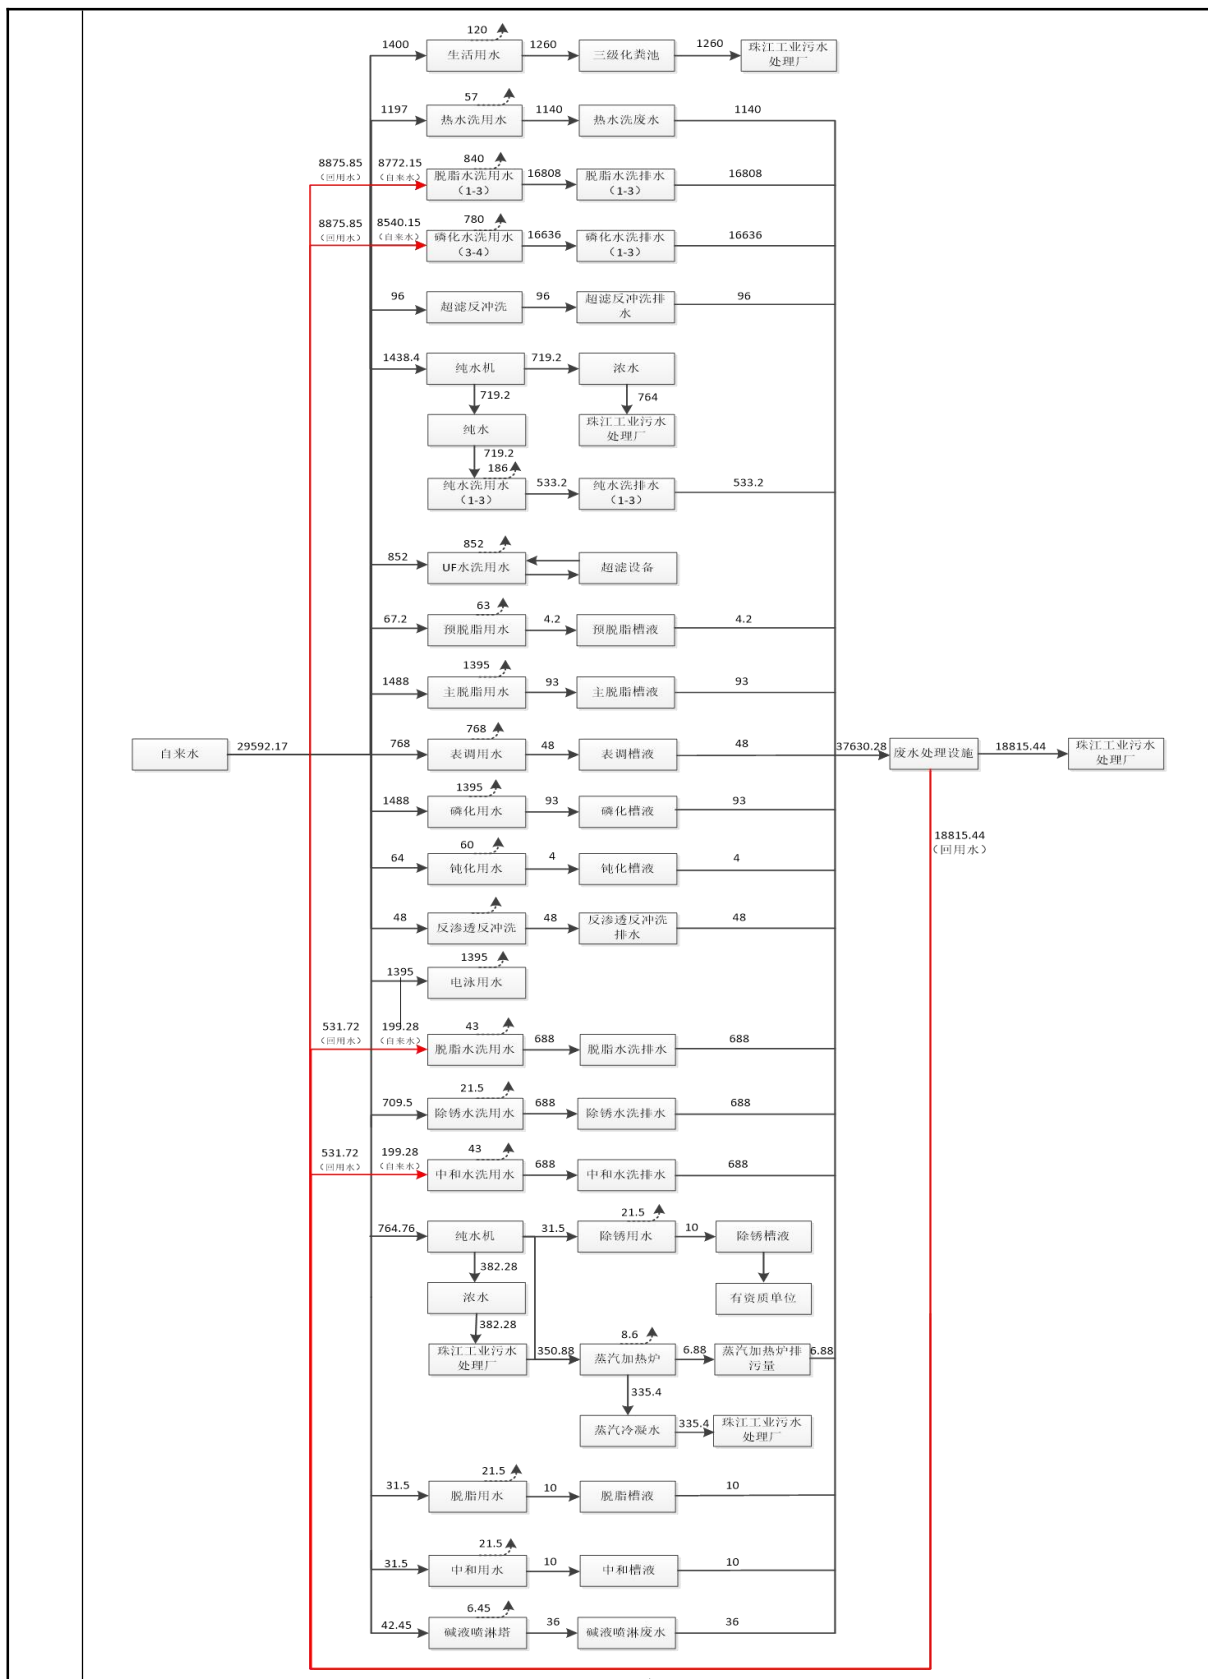 120
1400
生活用水
1260
三级化粪池
1260
珠江工业污水
处理厂
57
1197
热水洗用水
1140
热水洗废水
1140
8875.85
（回用水）
8772.15
（自来水）
840
脱脂水洗用水
（1-3）
16808
脱脂水洗排水
（1-3）
16808
8875.85
（回用水）
8540.15
（自来水）
780
磷化水洗用水
（3-4）
16636
磷化水洗排水
（1-3）
16636
96
超滤反冲洗
96
超滤反冲洗排
水
96
1438.4
纯水机
719.2
浓水
719.2
764
纯水
珠江工业污水
处理厂
719.2
186
纯水洗用水
（1-3）
533.2
纯水洗排水
（1-3）
533.2
852
852
UF水洗用水
超滤设备
63
67.2
预脱脂用水
4.2
预脱脂槽液
4.2
1395
1488
主脱脂用水
93
主脱脂槽液
93
自来水
29592.17
768
768
表调用水
48
表调槽液
48
37630.28
废水处理设施
18815.44
珠江工业污水
处理厂
1395
1488
磷化用水
93
磷化槽液
93
18815.44
（回用水）
60
64
钝化用水
4
钝化槽液
4
48
反渗透反冲洗
48
反渗透反冲洗
排水
48
1395
1395
电泳用水
531.72
（回用水）
199.28
（自来水）
43
脱脂水洗用水
688
脱脂水洗排水
688
21.5
709.5
除锈水洗用水
688
除锈水洗排水
688
531.72
（回用水）
199.28
（自来水）
43
中和水洗用水
688
中和水洗排水
688
764.76
纯水机
31.5
21.5
除锈用水
10
除锈槽液
382.28
浓水
有资质单位
382.28
珠江工业污水
处理厂
350.88
8.6
蒸汽加热炉
6.88
蒸汽加热炉排
污量
6.88
335.4
蒸汽冷凝水
335.4
珠江工业污水
处理厂
21.5
31.5
脱脂用水
10
脱脂槽液
10
21.5
31.5
中和用水
10
中和槽液
10
6.45
42.45
碱液喷淋塔
36
碱液喷淋废水
36